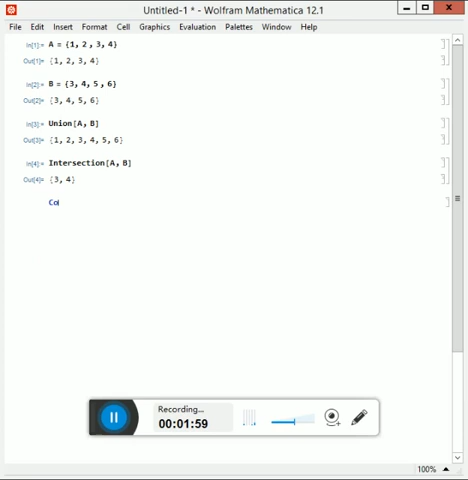 Untitled-1 * - Wolfram Mathematica 12.1
File Edit Insert Format Cell Graphics Evaluation Palettes Window Help
In[1]:= A = {1, 2, 3, 4}
Out[1]= {1, 2, 3, 4}
In[2]:= B = {3, 4, 5, 6}
Out[2]= {3, 4, 5, 6}
In[3]:= Union[A, B]
Out[3]= {1, 2, 3, 4, 5, 6}
In[4]:= Intersection[A, B]
Out[4]= {3, 4}
Co
Recording...
00:01:59
100%